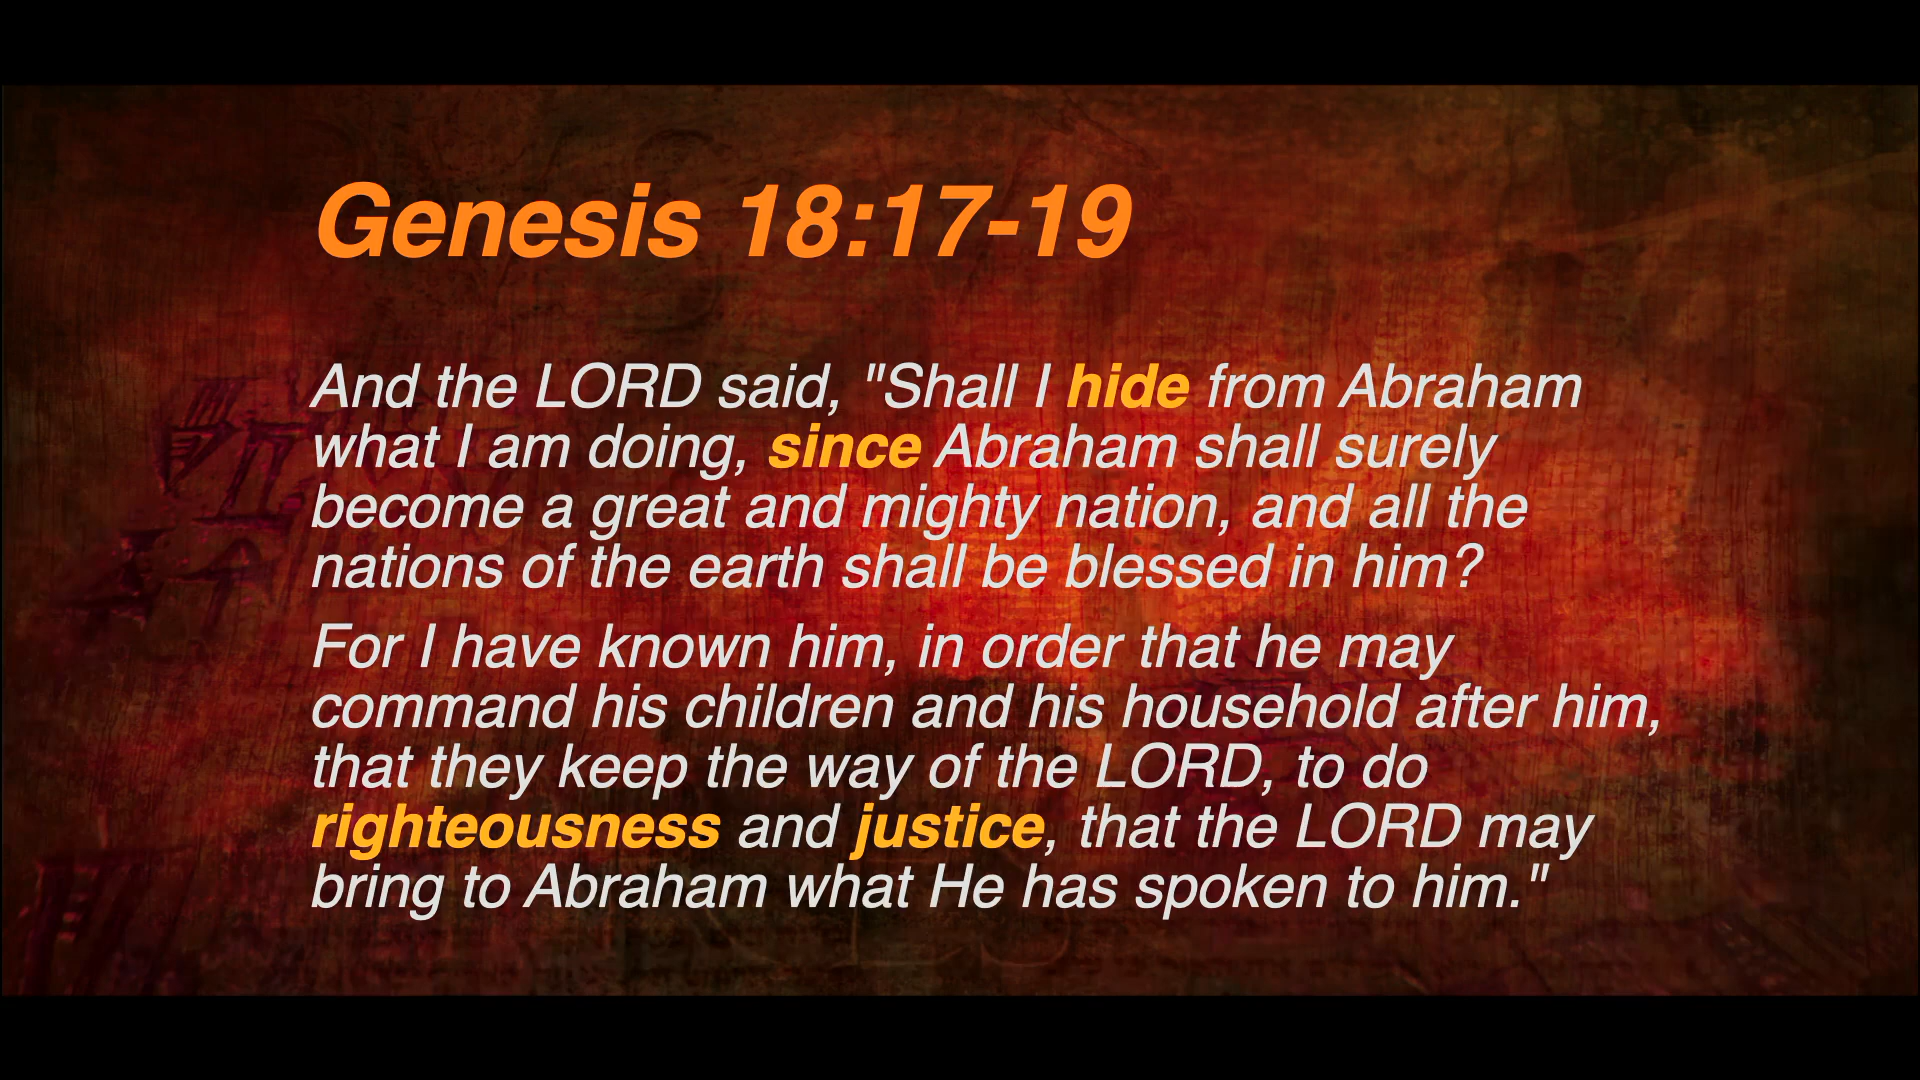 Genesis 18:17-19
And the LORD said, "Shall I hide from Abraham
what I am doing, since Abraham shall surely
become a great and mighty nation, and all the
nations of the earth shall be blessed in him?
For I have known him, in order that he may
command his children and his household after him,
that they keep the way of the LORD, to do
righteousness and justice, that the LORD may
bring to Abraham what He has spoken to him."